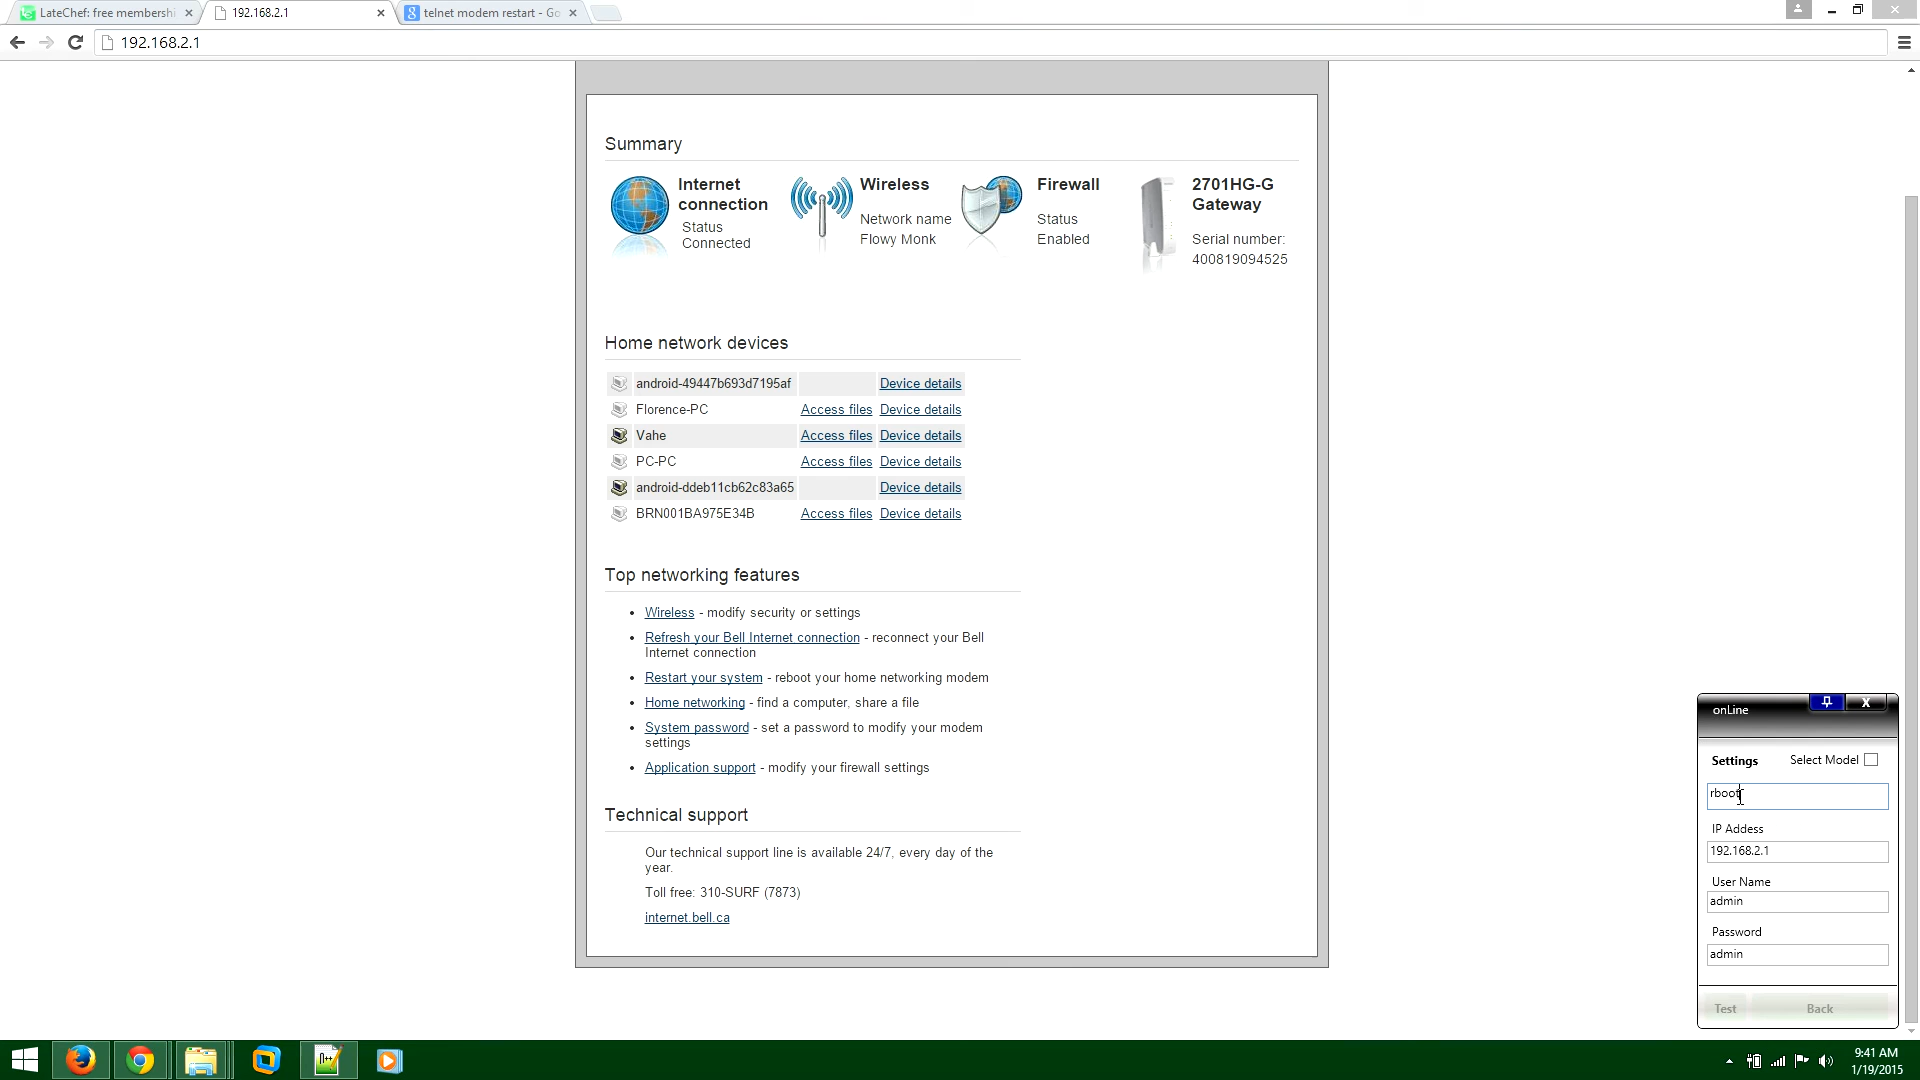 LateChef: free membershi
192.168.2.1
telnet modem restart - Go
192.168.2.1
Summary
Internet connection
Status
Connected
Wireless
Network name
Flowy Monk
Firewall
Status
Enabled
2701HG-G
Gateway
Serial number:
400819094525
Home network devices
android-49447b693d7195af Device details
Florence-PC Access files Device details
Vahe Access files Device details
PC-PC Access files Device details
android-ddeb11cb62c83a65 Device details
BRN001BA975E34B Access files Device details
Top networking features
Wireless - modify security or settings
Refresh your Bell Internet connection - reconnect your Bell
Internet connection
Restart your system - reboot your home networking modem
Home networking - find a computer, share a file
System password - set a password to modify your modem
settings
Application support - modify your firewall settings
Technical support
Our technical support line is available 24/7, every day of the
year.
Toll free: 310-SURF (7873)
internet.bell.ca
onLine
X
Settings Select Model
rboot
IP Addess
192.168.2.1
User Name
admin
Password
admin
Test Back
9:41 AM
1/19/2015